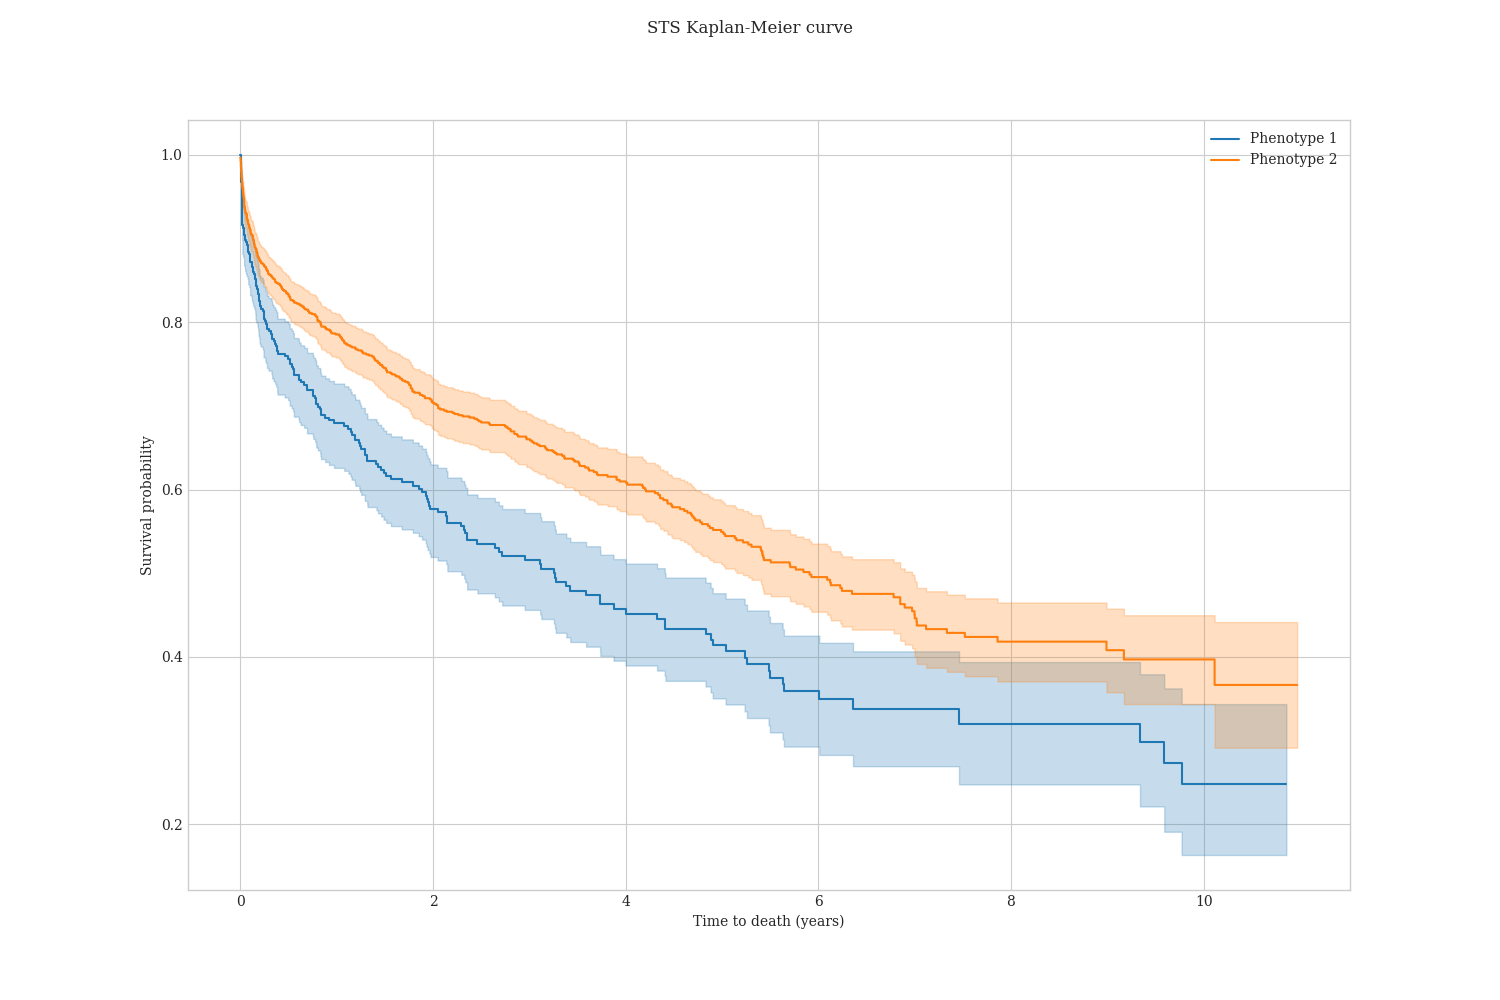 STS Kaplan-Meier curve
Phenotype 1
Phenotype 2
1.0
0.8
0.6
0.4
0.2
Survival probability
0 2 4 6 8 10
Time to death (years)